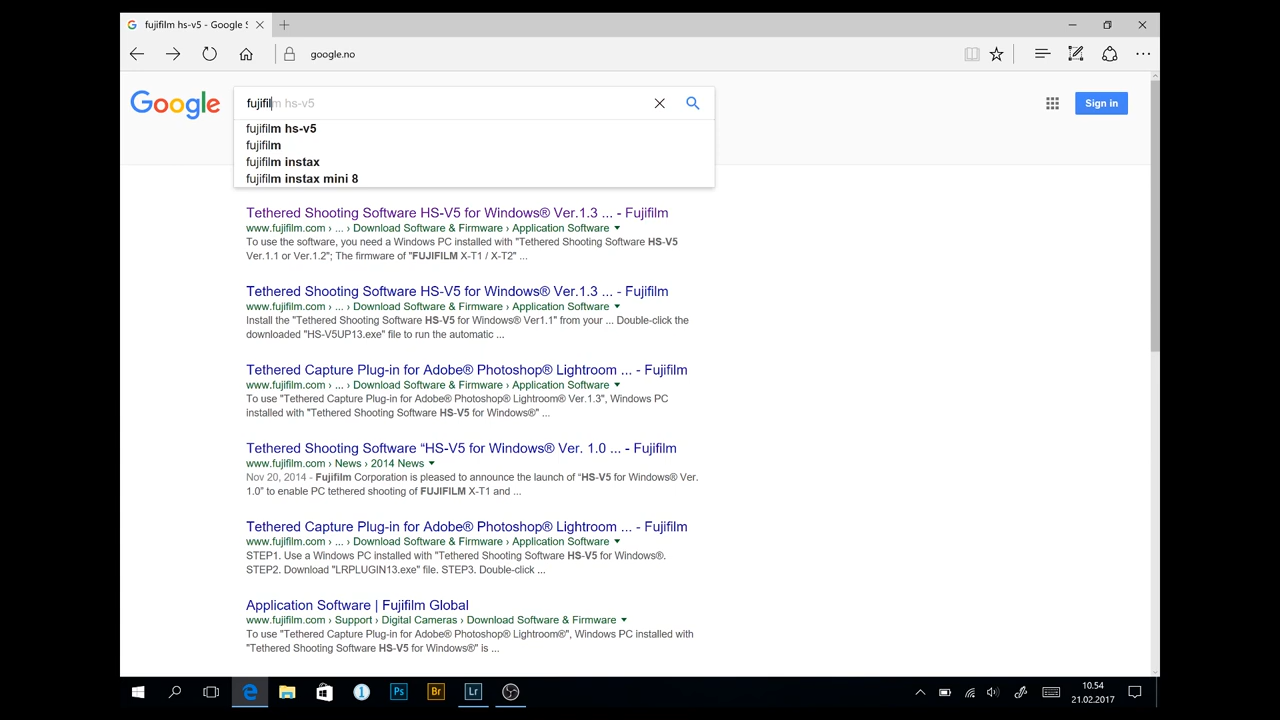 fujifilm hs-v5 - Google S
google.no
Google
fujifilm hs-v5
Sign in
fujifilm hs-v5
fujifilm
fujifilm instax
fujifilm instax mini 8
Tethered Shooting Software HS-V5 for Windows® Ver.1.3 ... - Fujifilm
www.fujifilm.com › ... › Download Software & Firmware › Application Software
To use the software, you need a Windows PC installed with "Tethered Shooting Software HS-V5
Ver.1.1 or Ver.1.2"; The firmware of "FUJIFILM X-T1 / X-T2" ...
Tethered Shooting Software HS-V5 for Windows® Ver.1.3 ... - Fujifilm
www.fujifilm.com › ... › Download Software & Firmware › Application Software
Install the "Tethered Shooting Software HS-V5 for Windows® Ver1.1" from your ... Double-click the
downloaded "HS-V5UP13.exe" file to run the automatic ...
Tethered Capture Plug-in for Adobe® Photoshop® Lightroom ... - Fujifilm
www.fujifilm.com › ... › Download Software & Firmware › Application Software
To use "Tethered Capture Plug-in for Adobe® Photoshop® Lightroom® Ver.1.3", Windows PC
installed with "Tethered Shooting Software HS-V5 for Windows®" ...
Tethered Shooting Software “HS-V5 for Windows® Ver. 1.0 ... - Fujifilm
www.fujifilm.com › News › 2014 News
Nov 20, 2014 - Fujifilm Corporation is pleased to announce the launch of “HS-V5 for Windows® Ver.
1.0” to enable PC tethered shooting of FUJIFILM X-T1 and ...
Tethered Capture Plug-in for Adobe® Photoshop® Lightroom ... - Fujifilm
www.fujifilm.com › ... › Download Software & Firmware › Application Software
STEP1. Use a Windows PC installed with "Tethered Shooting Software HS-V5 for Windows®.
STEP2. Download "LRPLUGIN13.exe" file. STEP3. Double-click ...
Application Software | Fujifilm Global
www.fujifilm.com › Support › Digital Cameras › Download Software & Firmware
To use "Tethered Capture Plug-in for Adobe® Photoshop® Lightroom®", Windows PC installed with
"Tethered Shooting Software HS-V5 for Windows®" is ...
1 Ps Br Lr
10.54
21.02.2017